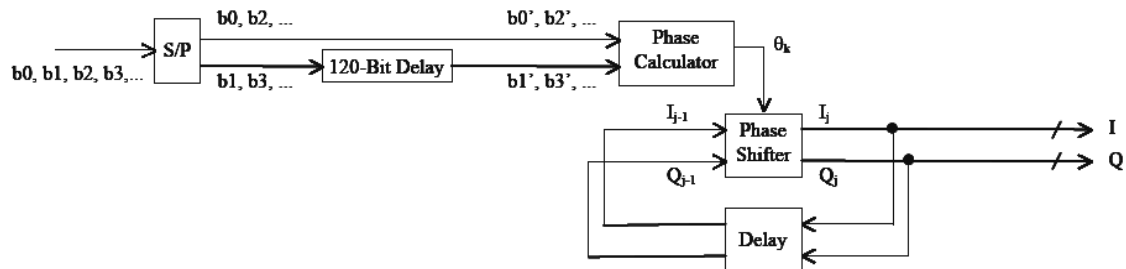 b0, b1, b2, b3,...
S/P
b0, b2, ...
b1, b3, ...
120-Bit Delay
b0', b2', ...
b1', b3', ...
Phase
Calculator
θk
Ij-1
Qj-1
Phase
Shifter
Ij
Qj
I
Q
Delay